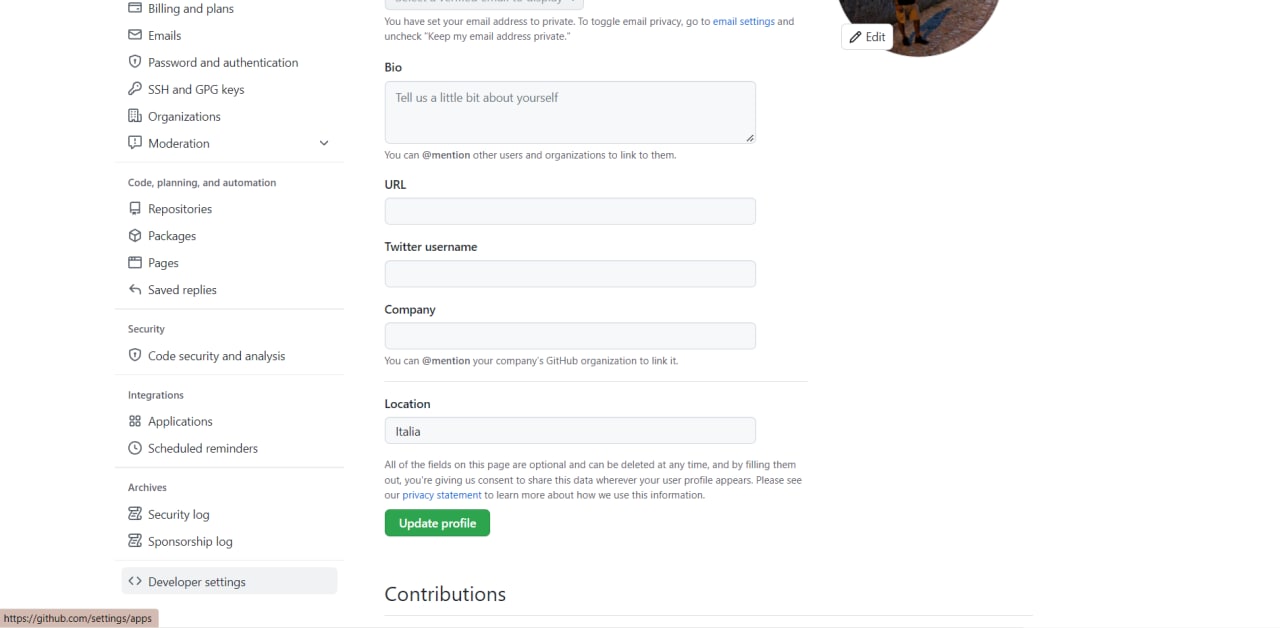 Billing and plans
Emails
Password and authentication
SSH and GPG keys
Organizations
Moderation
Code, planning, and automation
Repositories
Packages
Pages
Saved replies
Security
Code security and analysis
Integrations
Applications
Scheduled reminders
Archives
Security log
Sponsorship log
Developer settings
https://github.com/settings/apps
You have set your email address to private. To toggle email privacy, go to email settings and
uncheck "Keep my email address private."
Edit
Bio
Tell us a little bit about yourself
You can @mention other users and organizations to link to them.
URL
Twitter username
Company
You can @mention your company's GitHub organization to link it.
Location
Italia
All of the fields on this page are optional and can be deleted at any time, and by filling them
out, you're giving us consent to share this data wherever your user profile appears. Please see
our privacy statement to learn more about how we use this information.
Update profile
Contributions